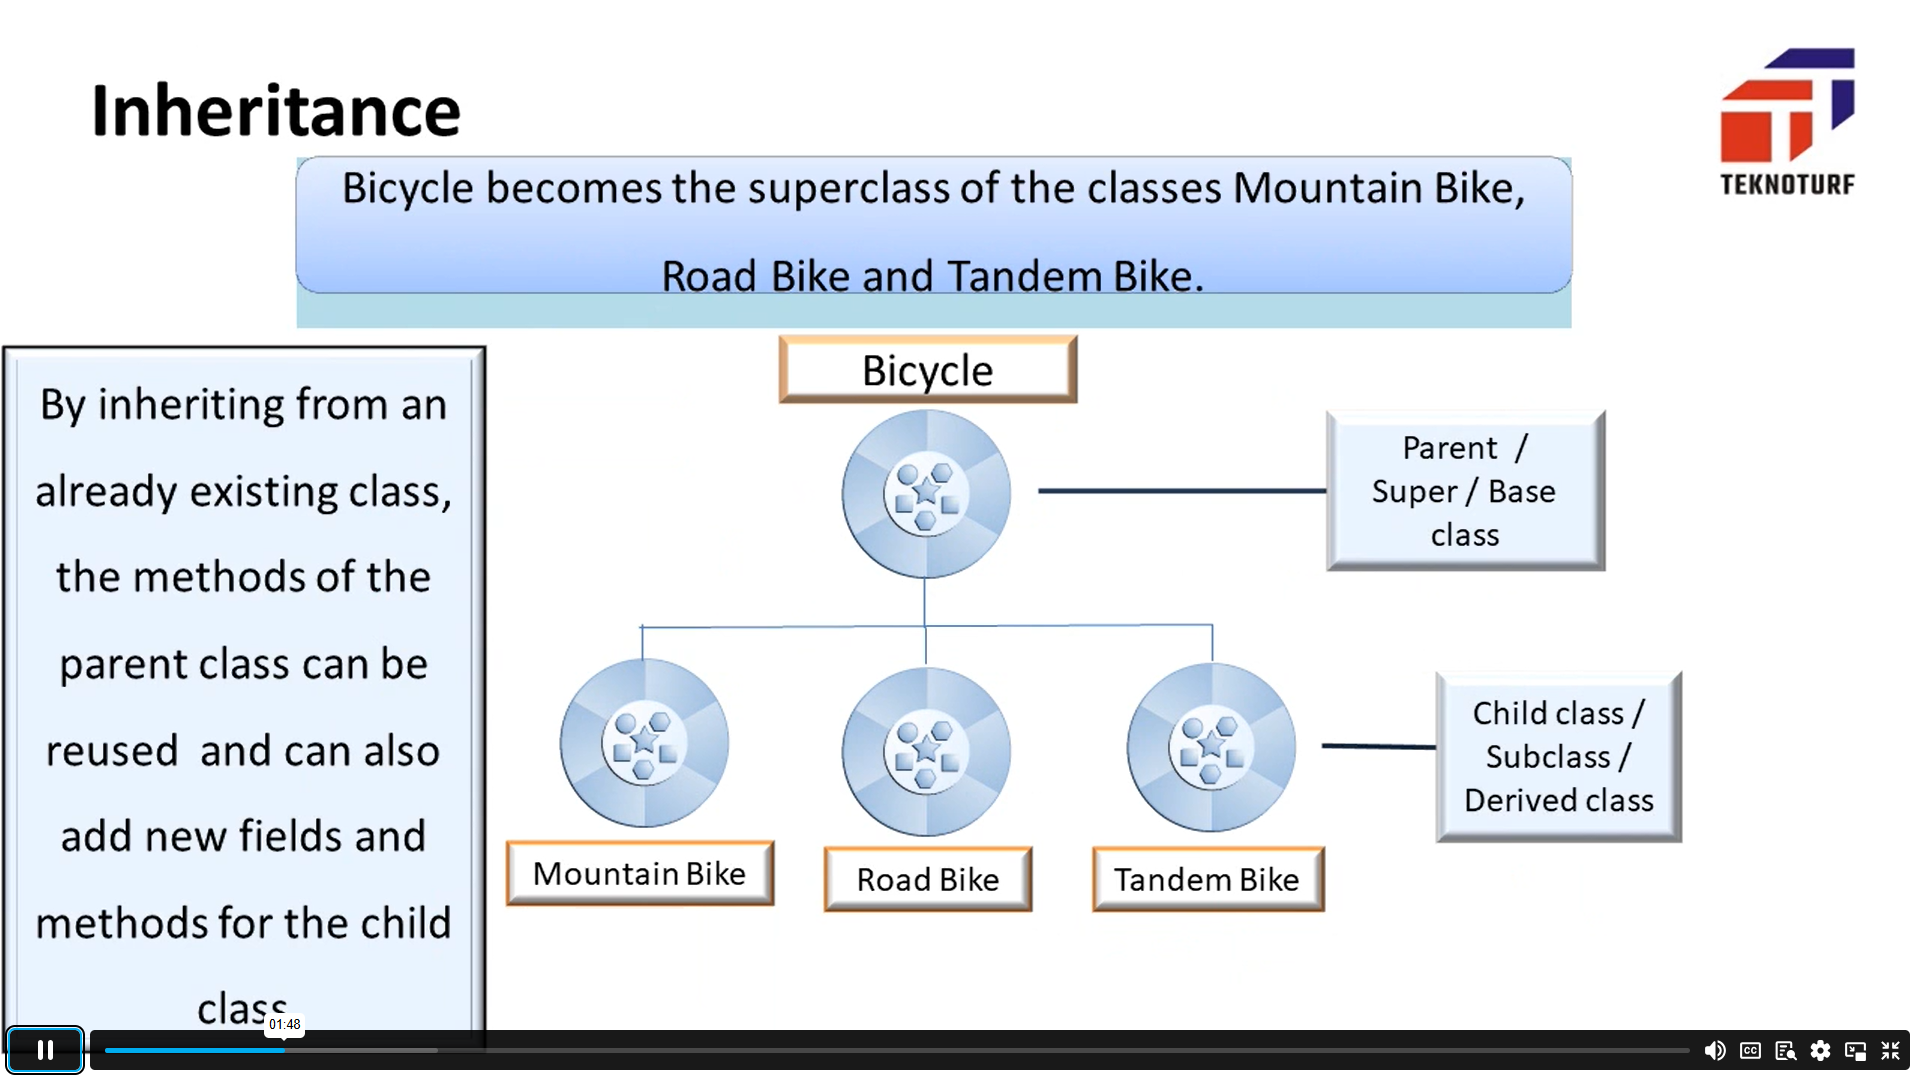 Inheritance
TEKNOTURF
Bicycle becomes the superclass of the classes Mountain Bike,
Road Bike and Tandem Bike.
By inheriting from an
already existing class,
the methods of the
parent class can be
reused and can also
add new fields and
methods for the child
class
Bicycle
Parent /
Super / Base
class
Child class /
Subclass /
Derived class
Mountain Bike
Road Bike
Tandem Bike
01:48
CC